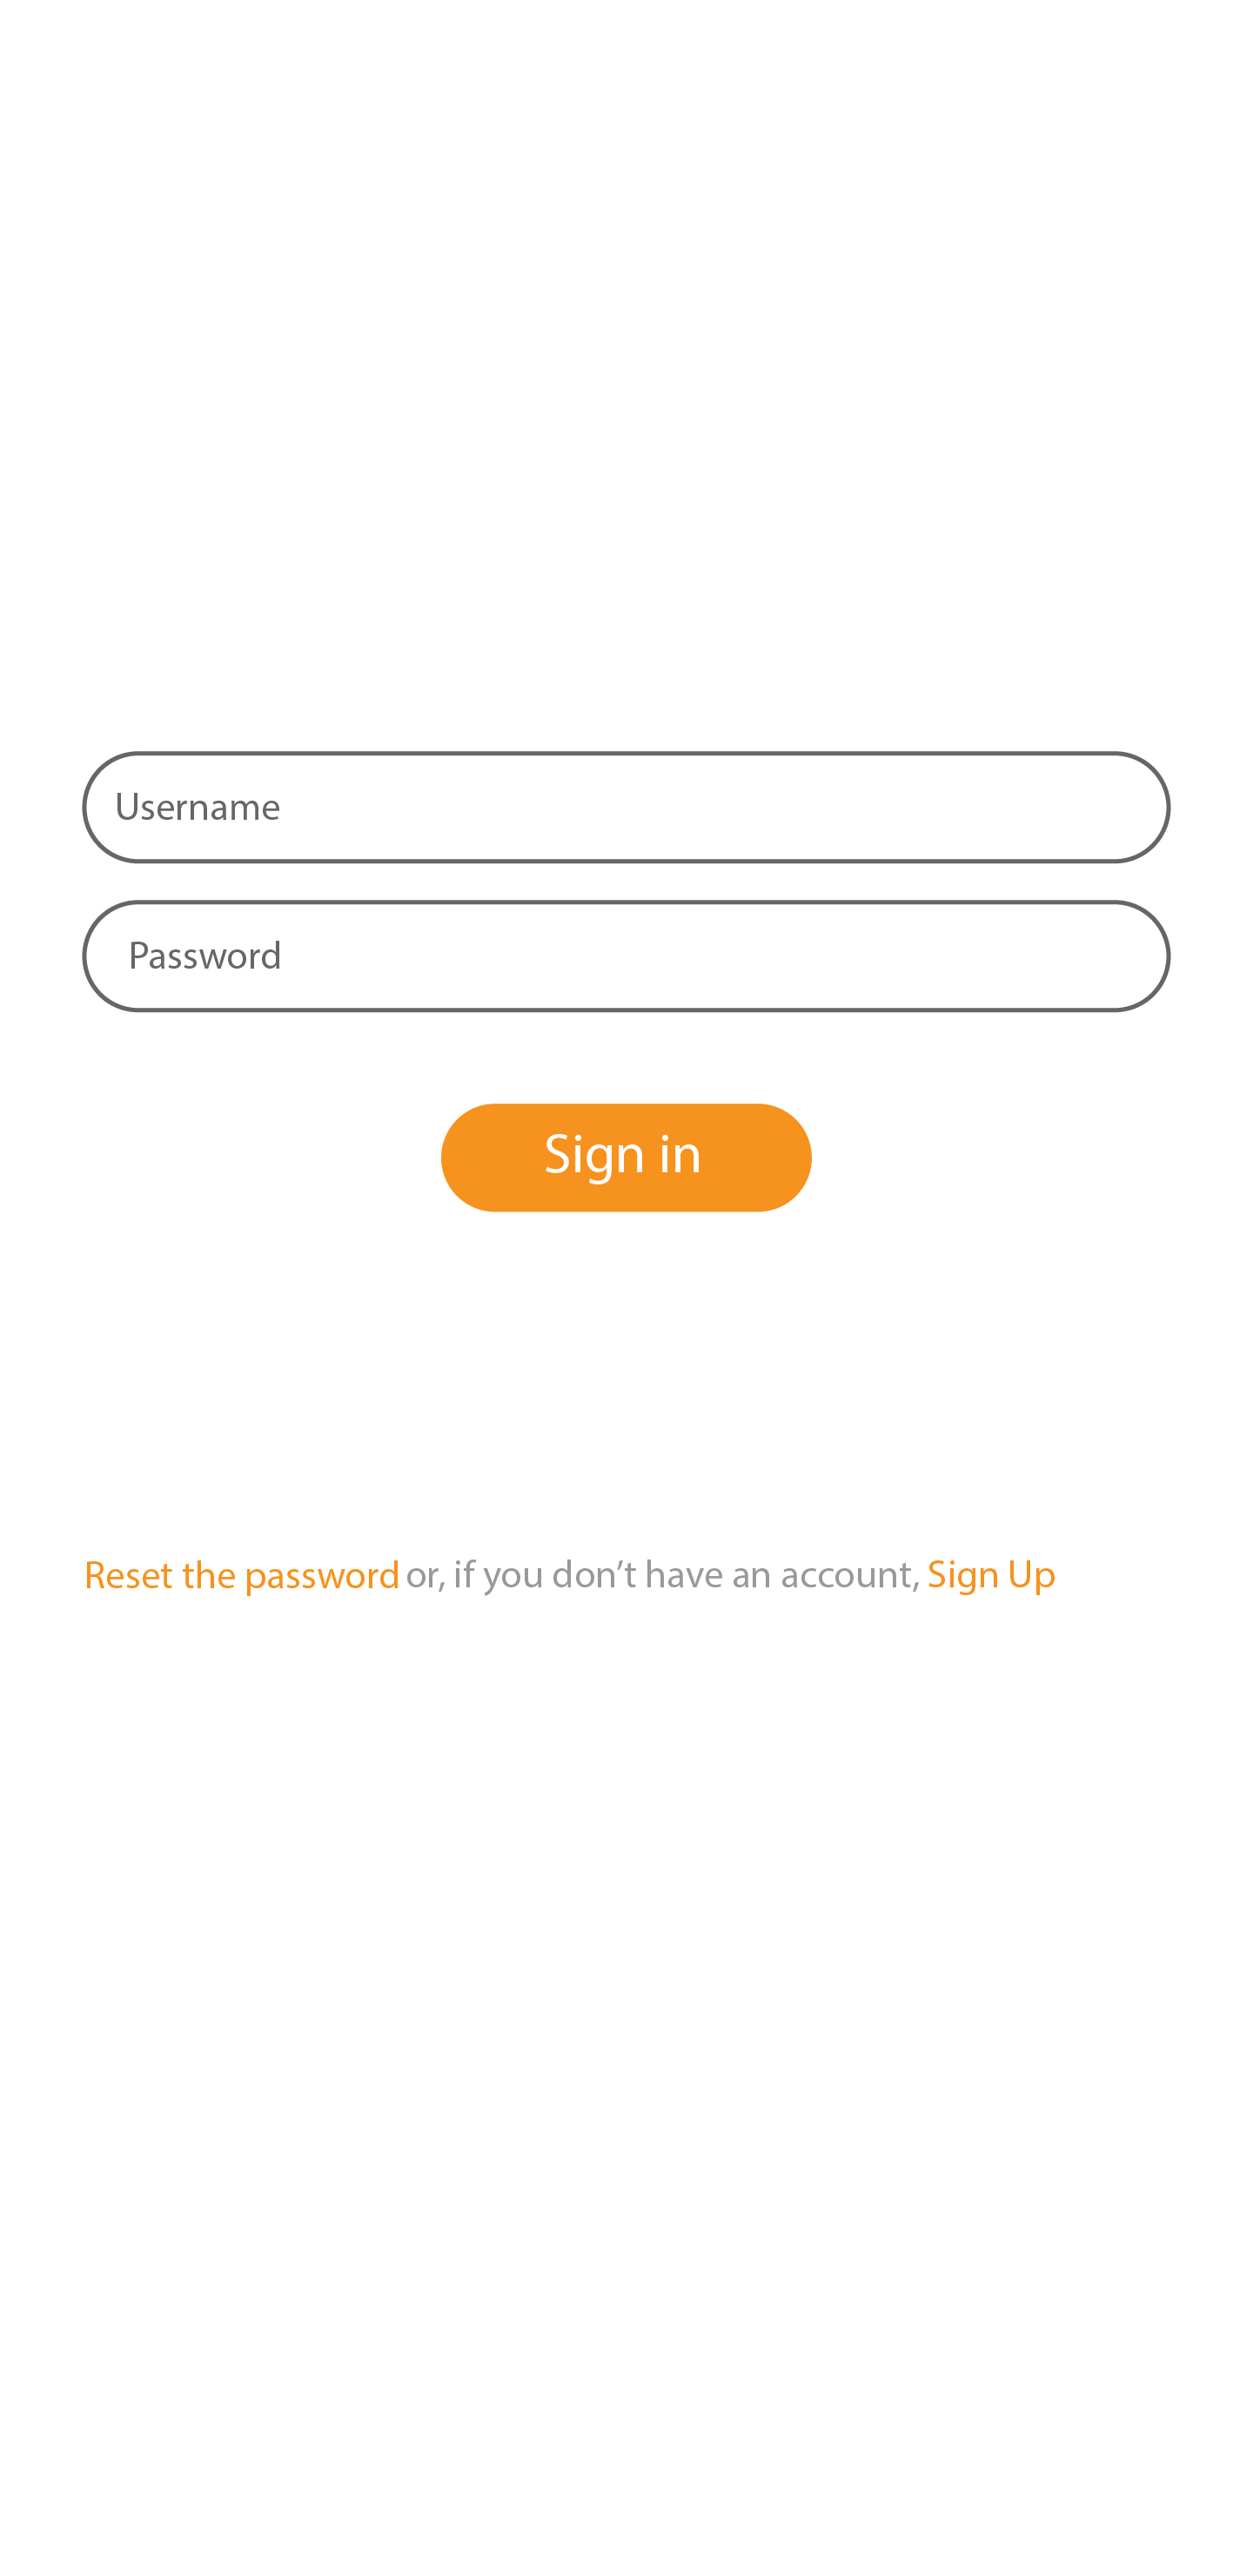 Username
Password
Sign in
Reset the password or, if you don’t have an account, Sign Up